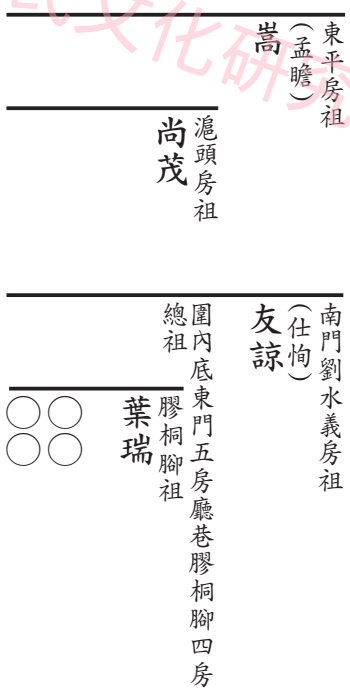 東平房祖
（孟瞻）
嵩
滬頭房祖
尚茂
南門劉水義房祖
（仕恂）
友諒
圍內底東門五房廳巷膠桐腳四房
總祖
膠桐腳祖
葉瑞
○○
○○
文化研究